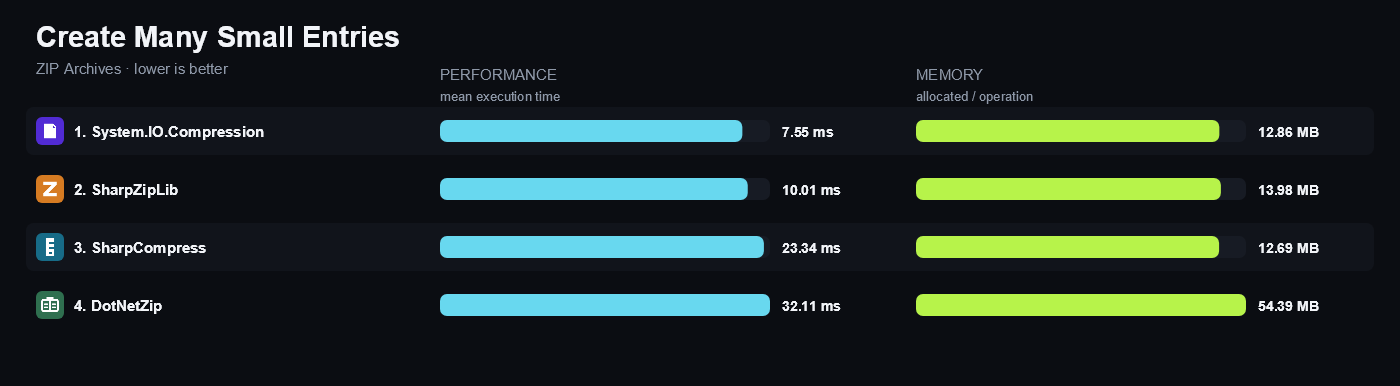 Create Many Small Entries
ZIP Archives · lower is better
PERFORMANCE
mean execution time
MEMORY
allocated / operation
1. System.IO.Compression 7.55 ms 12.86 MB
2. SharpZipLib 10.01 ms 13.98 MB
3. SharpCompress 23.34 ms 12.69 MB
4. DotNetZip 32.11 ms 54.39 MB